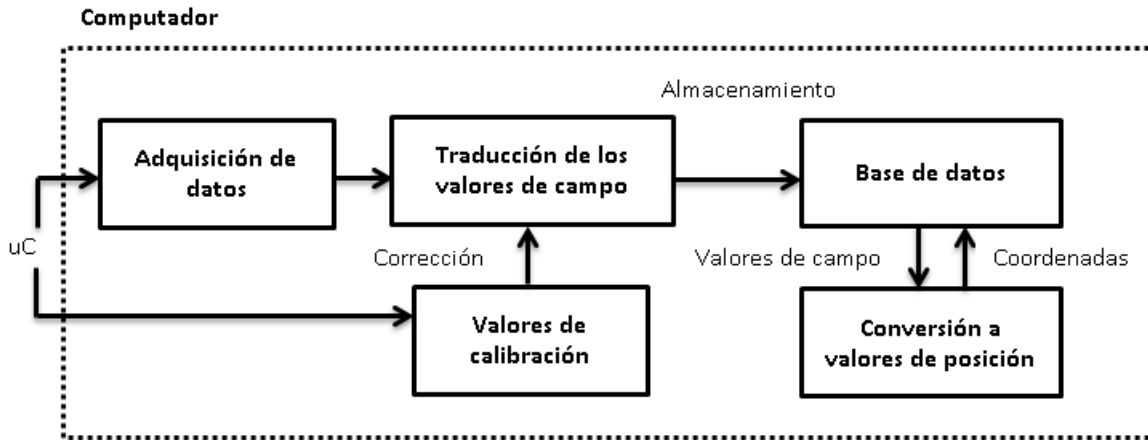 Computador
Almacenamiento
Adquisición de
datos
Traducción de los
valores de campo
Base de datos
uC
Corrección
Valores de campo
Coordenadas
Valores de
calibración
Conversión a
valores de posición